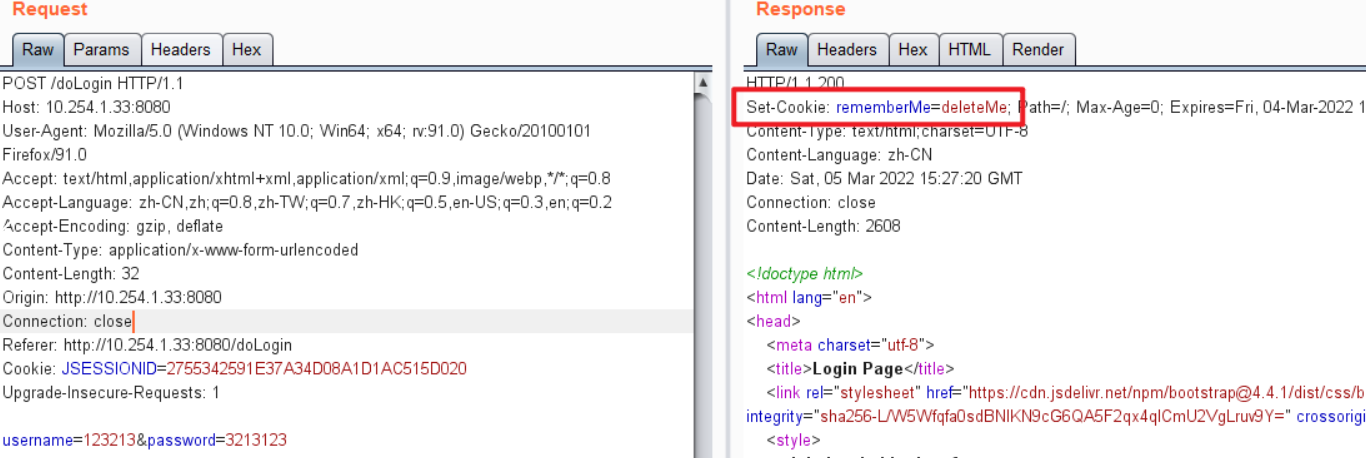 Request
Raw Params Headers Hex
POST /doLogin HTTP/1.1
Host: 10.254.1.33:8080
User-Agent: Mozilla/5.0 (Windows NT 10.0; Win64; x64; rv:91.0) Gecko/20100101
Firefox/91.0
Accept: text/html,application/xhtml+xml,application/xml;q=0.9,image/webp,*/*;q=0.8
Accept-Language: zh-CN,zh;q=0.8,zh-TW;q=0.7,zh-HK;q=0.5,en-US;q=0.3,en;q=0.2
Accept-Encoding: gzip, deflate
Content-Type: application/x-www-form-urlencoded
Content-Length: 32
Origin: http://10.254.1.33:8080
Connection: close
Referer: http://10.254.1.33:8080/doLogin
Cookie: JSESSIONID=2755342591E37A34D08A1D1AC515D020
Upgrade-Insecure-Requests: 1
username=123213&password=3213123
Response
Raw Headers Hex HTML Render
HTTP/1.1 200
Set-Cookie: rememberMe=deleteMe; Path=/; Max-Age=0; Expires=Fri, 04-Mar-2022 1
Content-Type: text/html;charset=UTF-8
Content-Language: zh-CN
Date: Sat, 05 Mar 2022 15:27:20 GMT
Connection: close
Content-Length: 2608
<!doctype html>
<html lang="en">
<head>
<meta charset="utf-8">
<title>Login Page</title>
<link rel="stylesheet" href="https://cdn.jsdelivr.net/npm/bootstrap@4.4.1/dist/css/b
integrity="sha256-L/W5Wfqfa0sdBNIKN9cG6QA5F2qx4qICmU2VgLruv9Y=" crossorigi
<style>